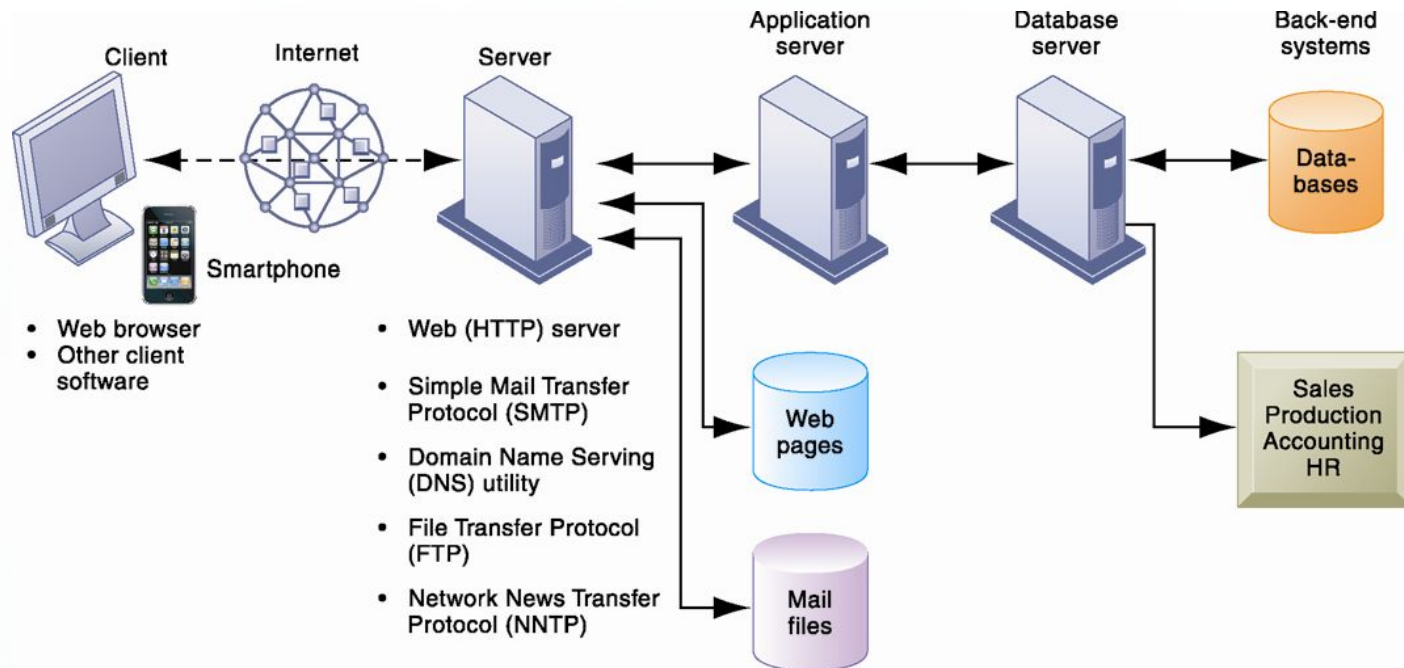 Client
Internet
Server
Application
server
Database
server
Back-end
systems
Smartphone
• Web browser
• Other client
software
• Web (HTTP) server
• Simple Mail Transfer
Protocol (SMTP)
• Domain Name Serving
(DNS) utility
• File Transfer Protocol
(FTP)
• Network News Transfer
Protocol (NNTP)
Web
pages
Mail
files
Data-
bases
Sales
Production
Accounting
HR